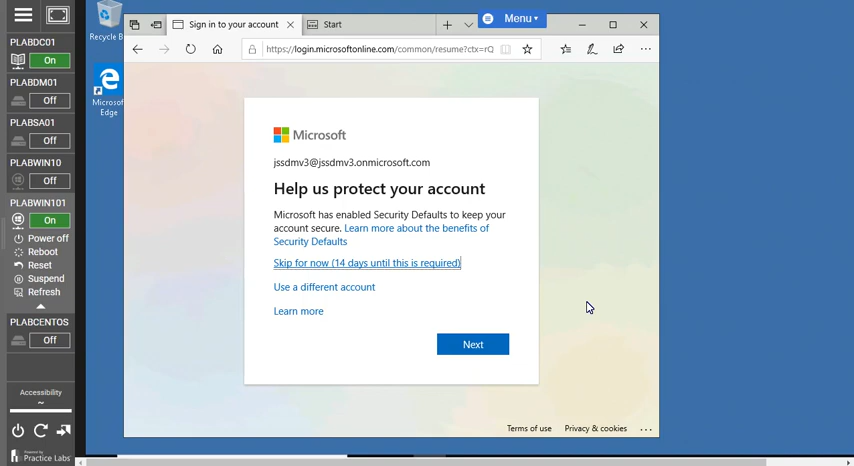 PLABDC01
On
PLABDM01
Off
PLABSA01
Off
PLABWIN10
Off
PLABWIN101
On
Power off
Reboot
Reset
Suspend
Refresh
PLABCENTOS
Off
Accessibility
Powered by
Practice Labs
Recycle B
Microsof
Edge
Sign in to your account
Start
Menu
https://login.microsoftonline.com/common/resume?ctx=rQ
Microsoft
jssdmv3@jssdmv3.onmicrosoft.com
Help us protect your account
Microsoft has enabled Security Defaults to keep your
account secure. Learn more about the benefits of
Security Defaults
Skip for now (14 days until this is required)
Use a different account
Learn more
Next
Terms of use Privacy & cookies ...